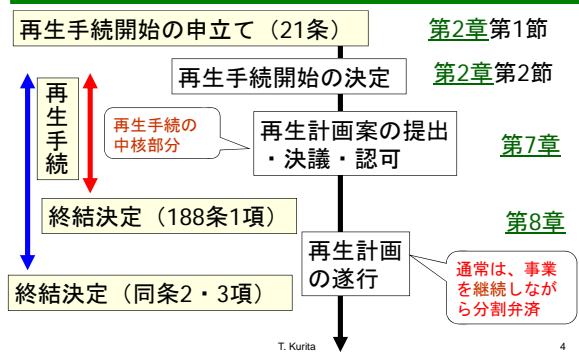 再生手続開始の申立て（21条）
第2章第1節
再生手続開始の決定
第2章第2節
再生手続
再生手続の
中核部分
再生計画案の提出
・決議・認可
第7章
終結決定（188条1項）
第8章
再生計画
の遂行
通常は、事業
を継続しなが
ら分割弁済
終結決定（同条2・3項）
T. Kurita
4